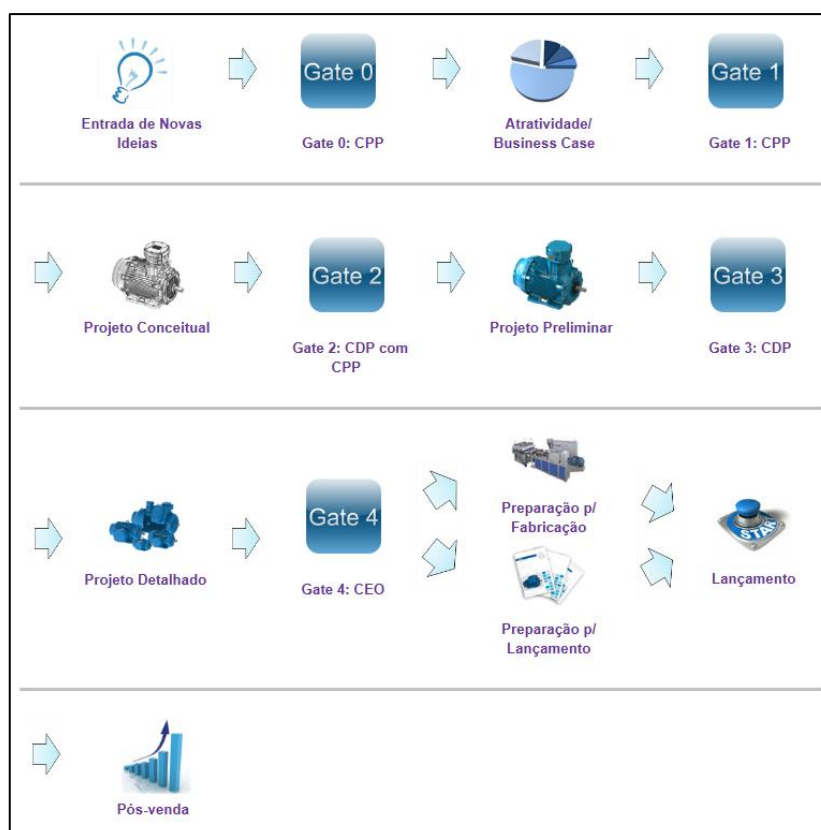 Gate 0
Gate 1
Entrada de Novas
Ideias
Gate 0: CPP
Atratividade/
Business Case
Gate 1: CPP
Gate 2
Gate 3
Projeto Conceitual
Gate 2: CDP com
CPP
Projeto Preliminar
Gate 3: CDP
Gate 4
Projeto Detalhado
Gate 4: CEO
Preparação p/
Fabricação
Preparação p/
Lançamento
START
Lançamento
Pós-venda